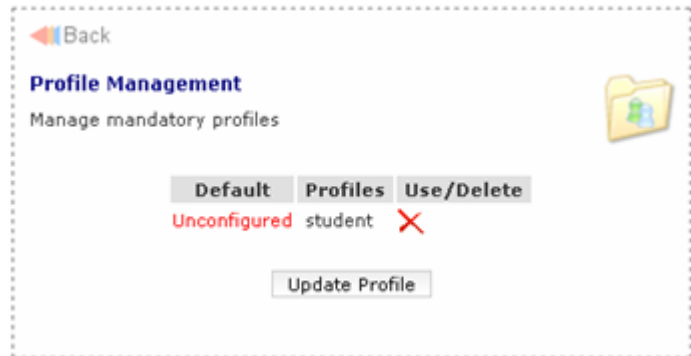 Back
Profile Management
Manage mandatory profiles
Default Profiles Use/Delete
Unconfigured student
Update Profile